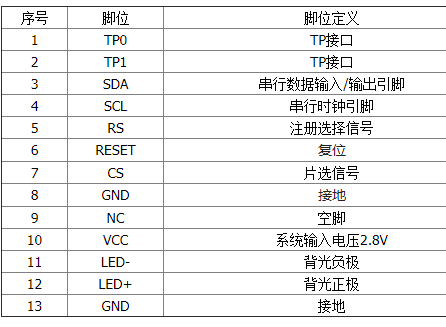 序号 脚位 脚位定义
1 TP0 TP接口
2 TP1 TP接口
3 SDA 串行数据输入/输出引脚
4 SCL 串行时钟引脚
5 RS 注册选择信号
6 RESET 复位
7 CS 片选信号
8 GND 接地
9 NC 空脚
10 VCC 系统输入电压2.8V
11 LED- 背光负极
12 LED+ 背光正极
13 GND 接地